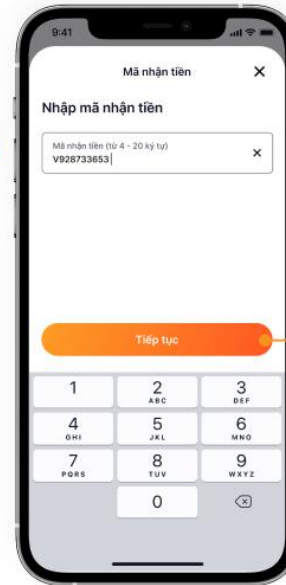 9:41
Mã nhận tiền
Nhập mã nhận tiền
Mã nhận tiền (từ 4 - 20 ký tự)
V928733653
Tiếp tục
1 2 3
ABC DEF
4 5 6
GHI JKL MNO
7 8 9
PQRS TUV WXYZ
0